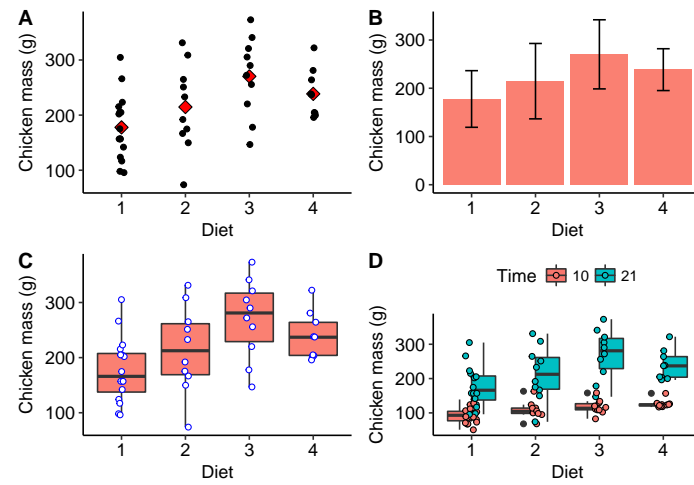 A
Chicken mass (g)
300
200
100
1 2 3 4
Diet
B
Chicken mass (g)
300
200
100
0
1 2 3 4
Diet
C
Chicken mass (g)
300
200
100
1 2 3 4
Diet
D
Time 10 21
Chicken mass (g)
400
300
200
100
1 2 3 4
Diet